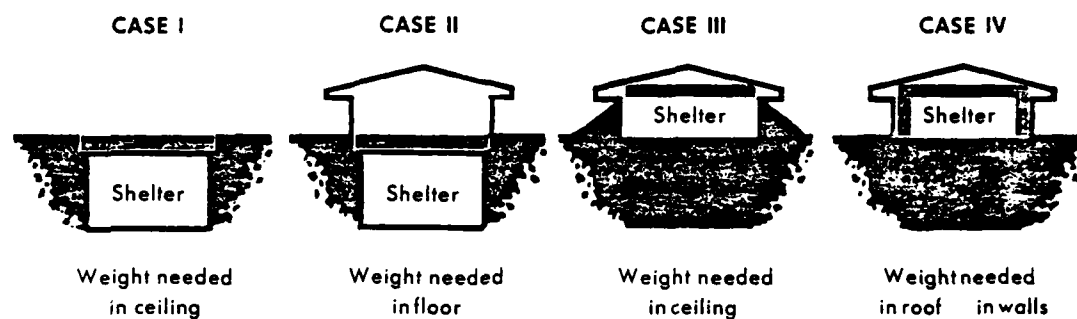 CASE I CASE II CASE III CASE IV
Shelter Shelter
Shelter Shelter
Weight needed Weight needed Weight needed Weight needed
in ceiling in floor in ceiling in roof in walls